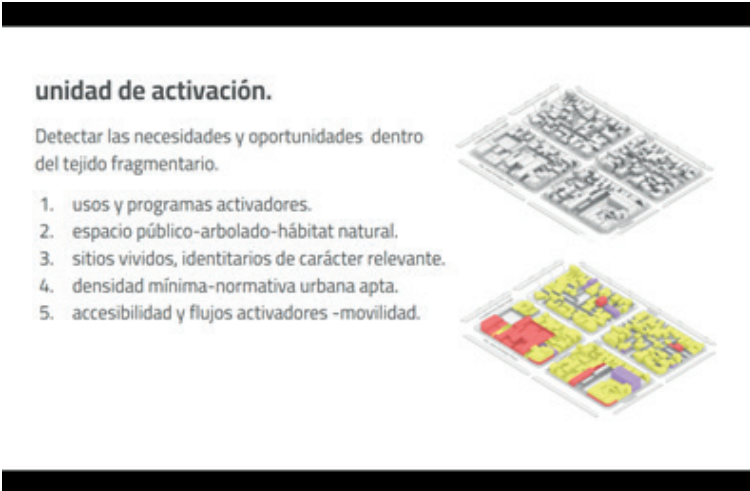 unidad de activación.
Detectar las necesidades y oportunidades dentro
del tejido fragmentario.
1. usos y programas activadores.
2. espacio público-arbolado-hábitat natural.
3. sitios vividos, identitarios de carácter relevante.
4. densidad mínima-normativa urbana apta.
5. accesibilidad y flujos activadores -movilidad.